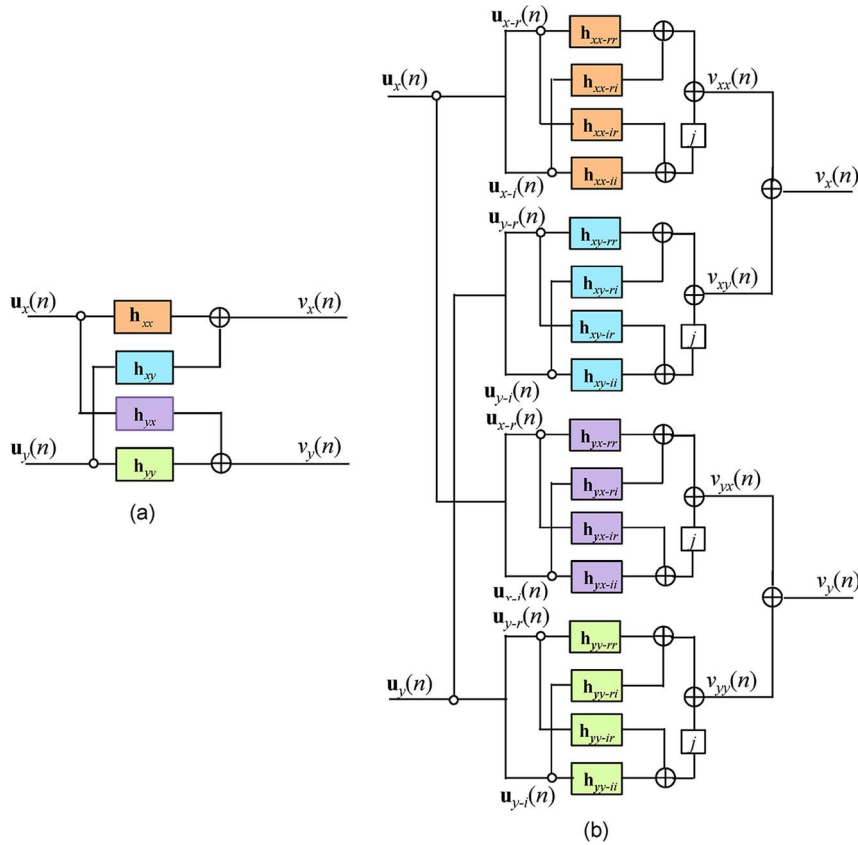 u_x(n)
h_xx
v_x(n)
h_xy
h_yx
u_y(n)
h_yy
v_y(n)
(a)
u_x(n)
u_x-r(n)
h_xx-rr
h_xx-ri
v_xx(n)
h_xx-ir
j
h_xx-ii
u_x-i(n)
v_x(n)
u_y-r(n)
h_xy-rr
h_xy-ri
v_xy(n)
h_xy-ir
j
h_xy-ii
u_y-i(n)
u_x-r(n)
h_yx-rr
h_yx-ri
v_yx(n)
h_yx-ir
j
h_yx-ii
u_x-i(n)
v_y(n)
u_y-r(n)
h_yy-rr
u_y(n)
h_yy-ri
v_yy(n)
h_yy-ir
j
h_yy-ii
u_y-i(n)
(b)